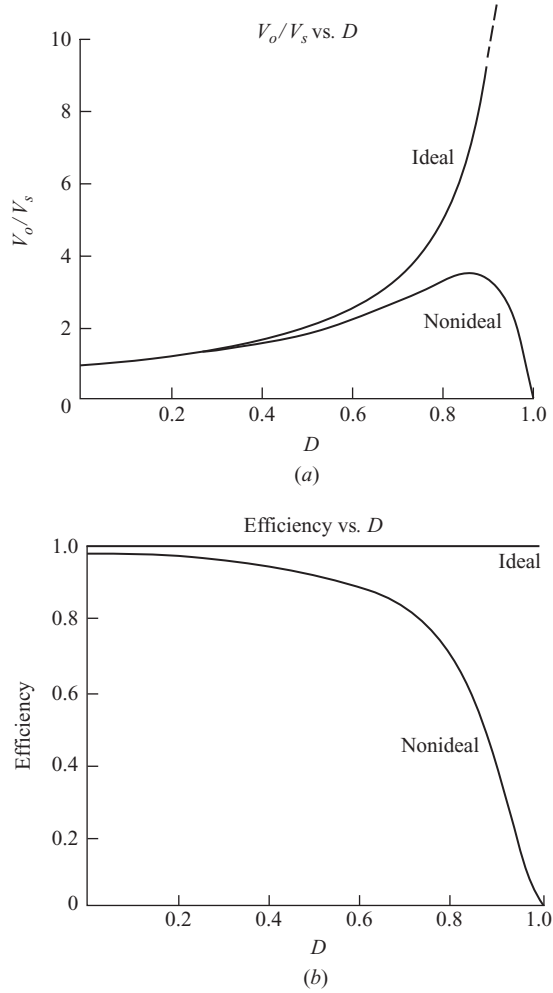 V_o/V_s vs. D
10
8
6
4
2
0
V_o/V_s
Ideal
Nonideal
0.2
0.4
0.6
0.8
1.0
D
(a)
Efficiency vs. D
1.0
0.8
0.6
0.4
0.2
0
Efficiency
Ideal
Nonideal
0.2
0.4
0.6
0.8
1.0
D
(b)